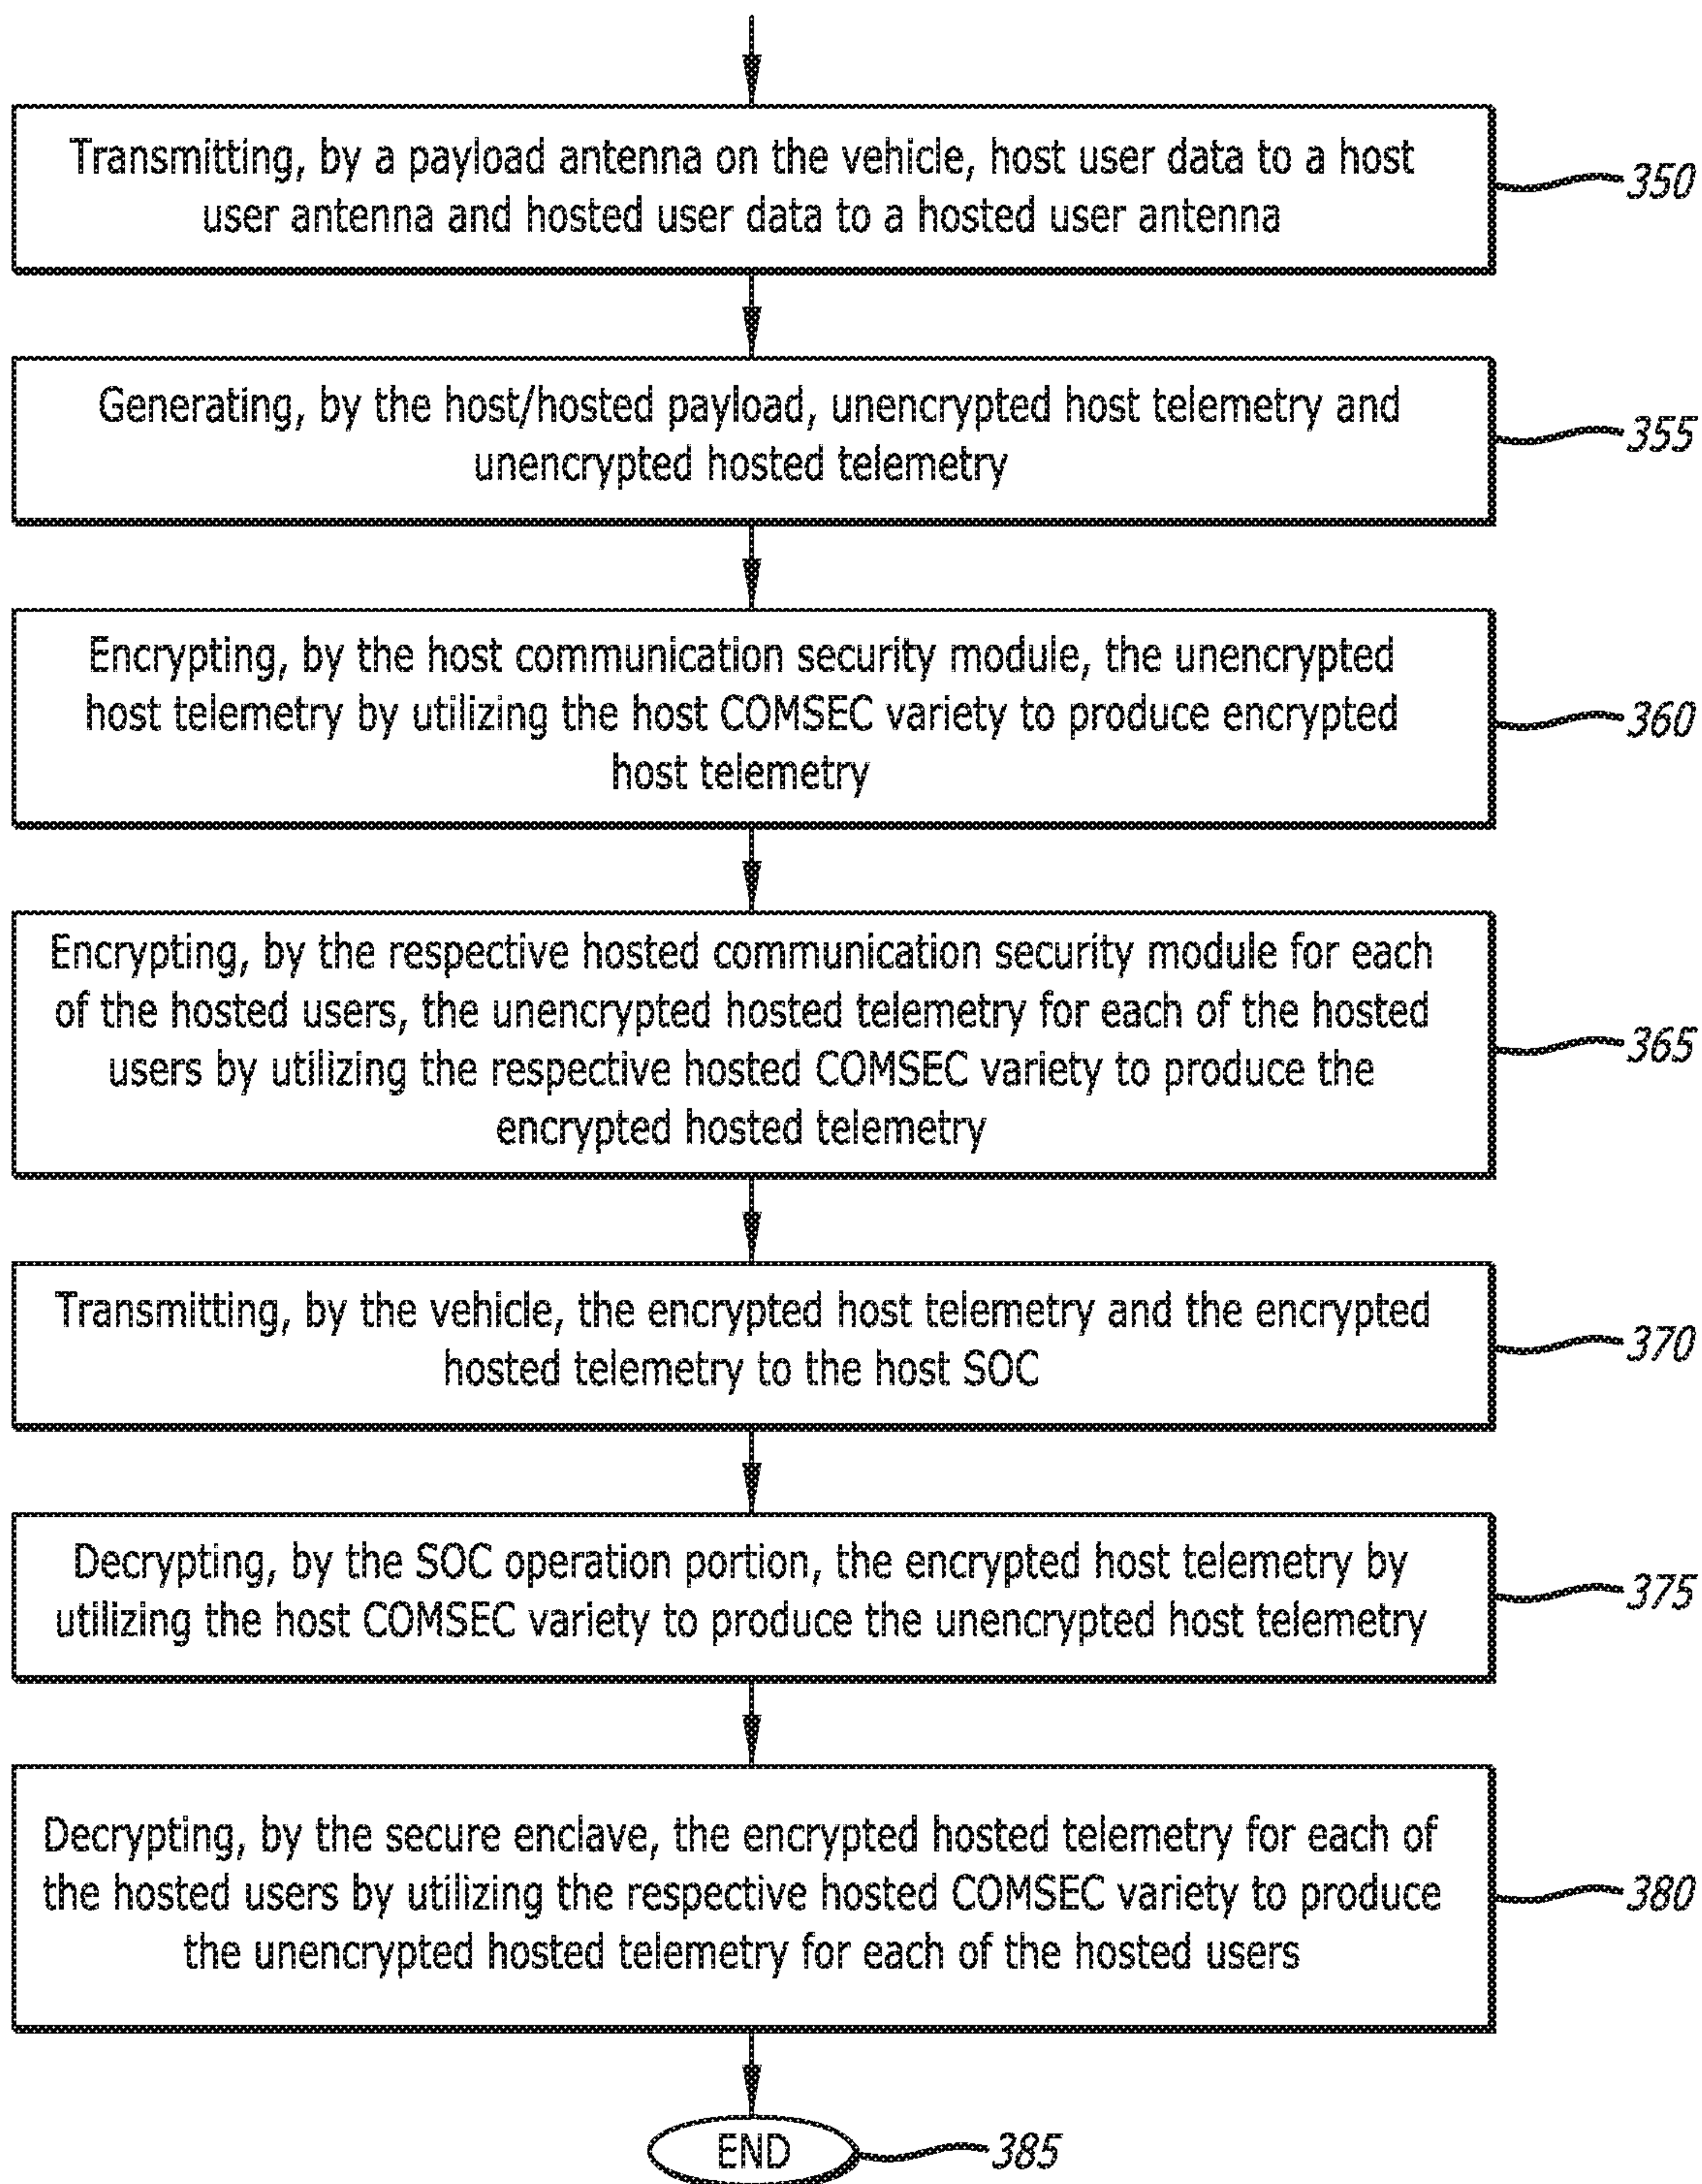 Transmitting, by a payload antenna on the vehicle, host user data to a host
user antenna and hosted user data to a hosted user antenna
350
Generating, by the host/hosted payload, unencrypted host telemetry and
unencrypted hosted telemetry
355
Encrypting, by the host communication security module, the unencrypted
host telemetry by utilizing the host COMSEC variety to produce encrypted
host telemetry
360
Encrypting, by the respective hosted communication security module for each
of the hosted users, the unencrypted hosted telemetry for each of the hosted
users by utilizing the respective hosted COMSEC variety to produce the
encrypted hosted telemetry
365
Transmitting, by the vehicle, the encrypted host telemetry and the encrypted
hosted telemetry to the host SOC
370
Decrypting, by the SOC operation portion, the encrypted host telemetry by
utilizing the host COMSEC variety to produce the unencrypted host telemetry
375
Decrypting, by the secure enclave, the encrypted hosted telemetry for each of
the hosted users by utilizing the respective hosted COMSEC variety to produce
the unencrypted hosted telemetry for each of the hosted users
380
END
385